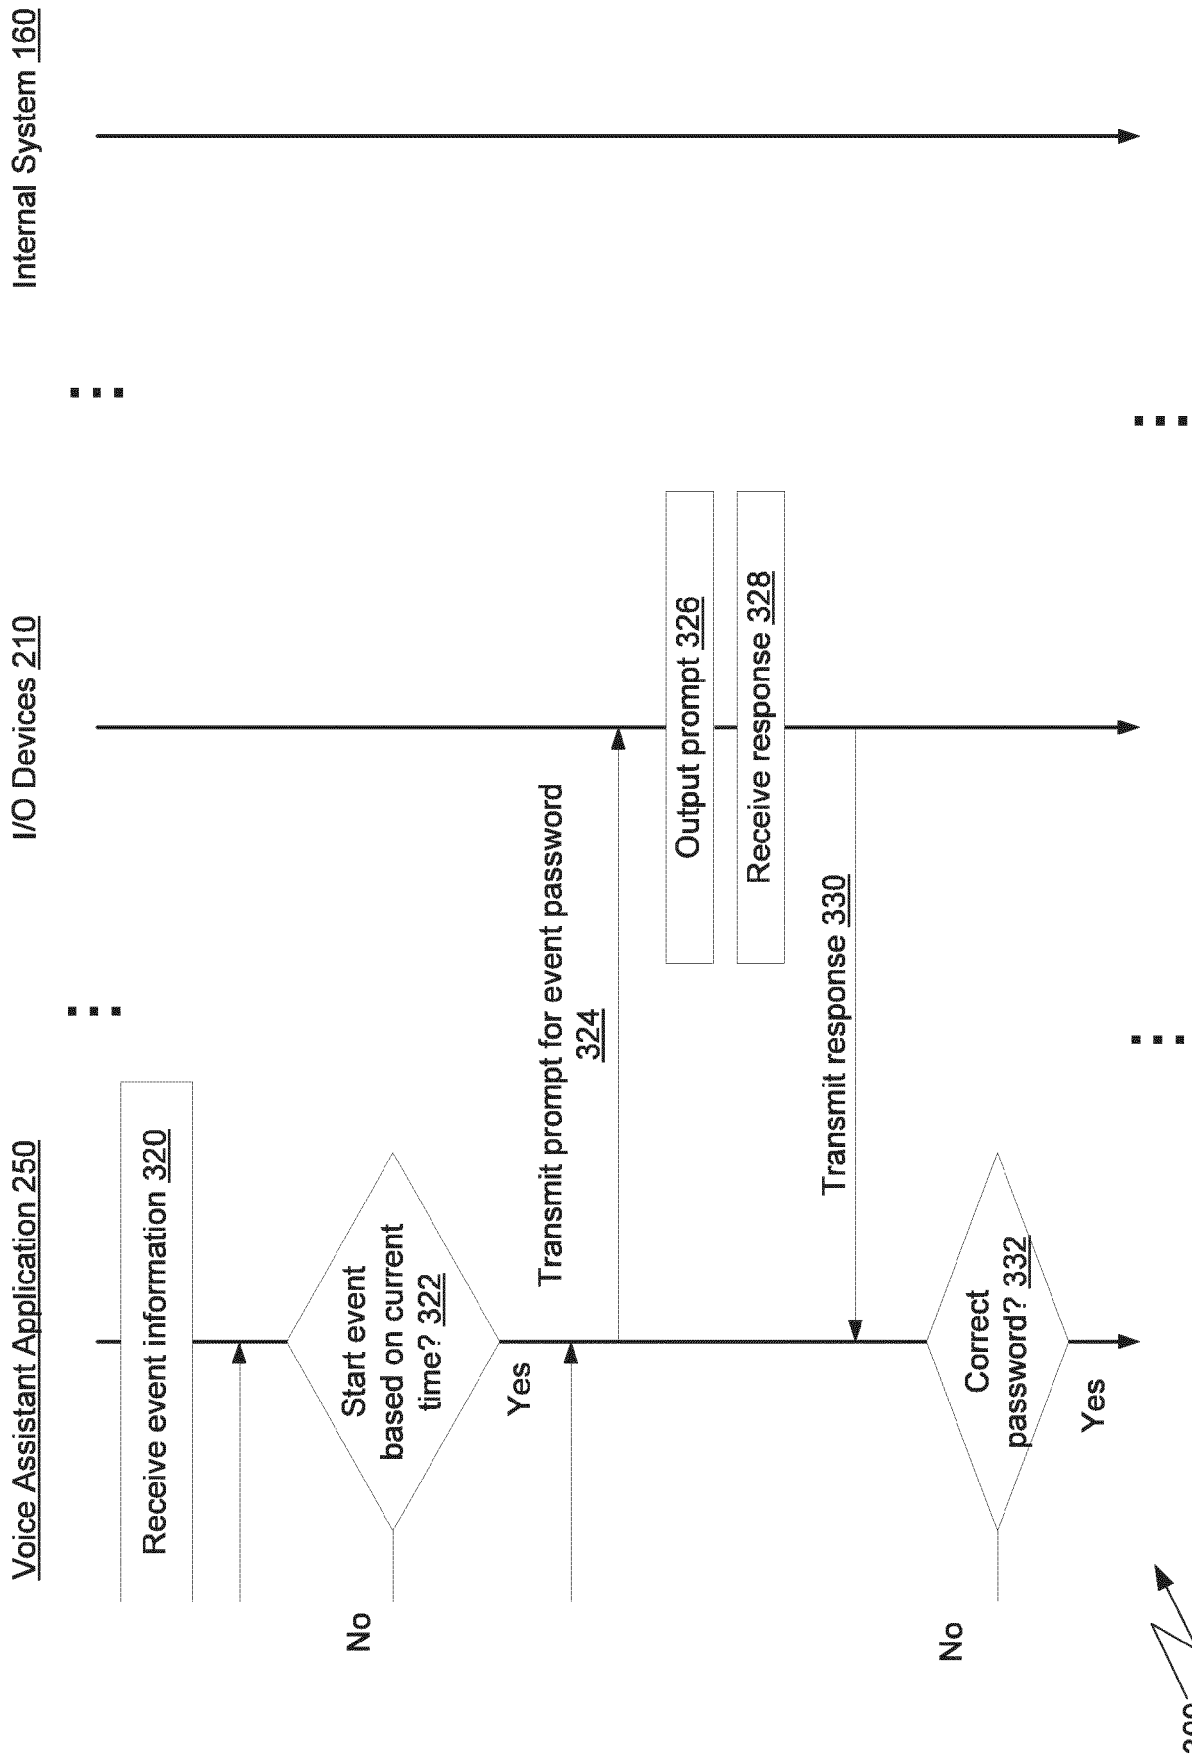 Voice Assistant Application 250
I/O Devices 210
Internal System 160
Receive event information 320
Start event
based on current
time? 322
No
Yes
Transmit prompt for event password
324
Output prompt 326
Receive response 328
Transmit response 330
Correct
password? 332
No
Yes